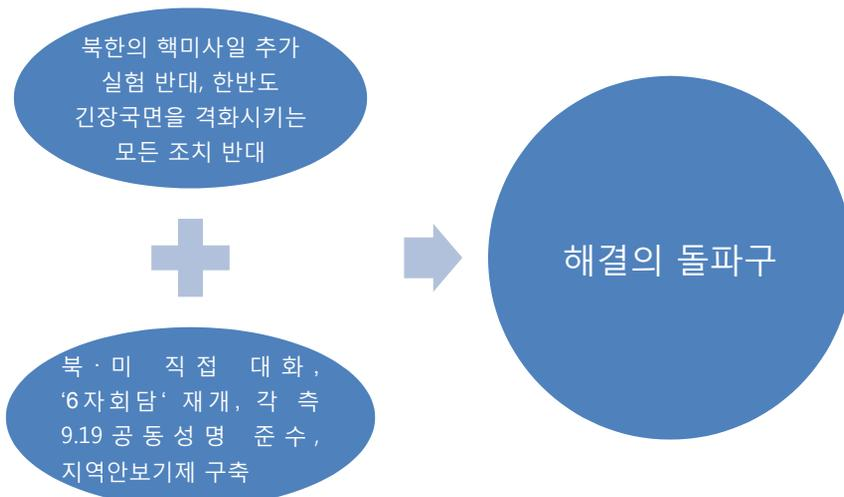 북한의 핵미사일 추가
실험 반대, 한반도
긴장국면을 격화시키는
모든 조치 반대
북·미 직접 대화,
‘6자회담‘ 재개, 각 측
9.19 공동성명 준수,
지역안보기제 구축
해결의 돌파구